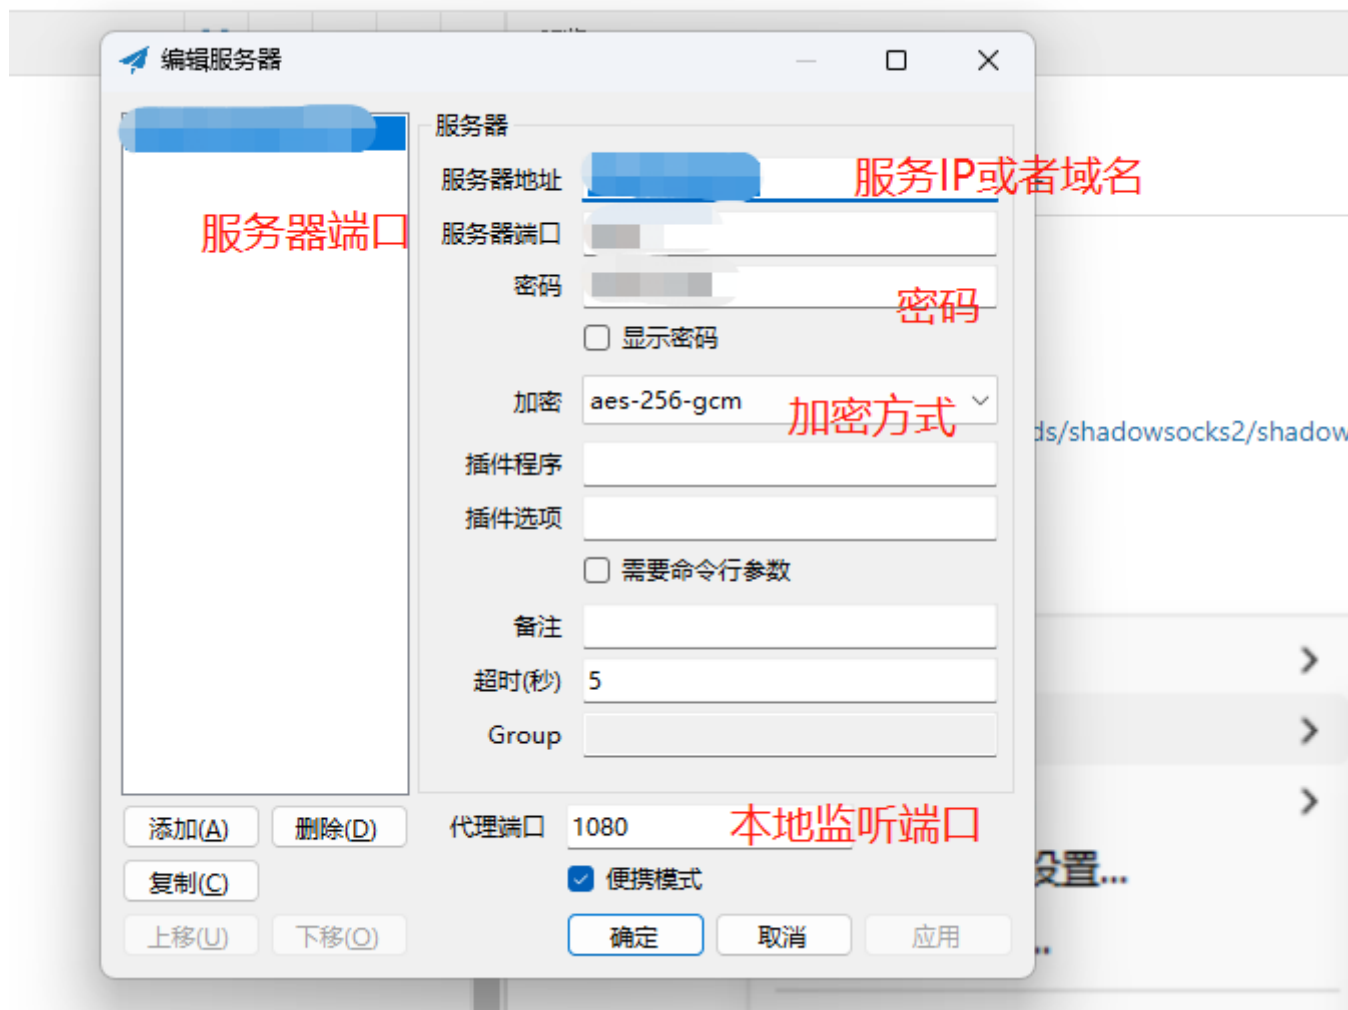 编辑服务器
服务器
服务器地址
服务IP或者域名
服务器端口
服务器端口
密码
密码
显示密码
加密
aes-256-gcm
加密方式
ds/shadowsocks2/shadow
插件程序
插件选项
需要命令行参数
备注
超时(秒)
5
Group
添加(A)
删除(D)
代理端口
1080
本地监听端口
复制(C)
便携模式
设置...
上移(U)
下移(O)
确定
取消
应用
..